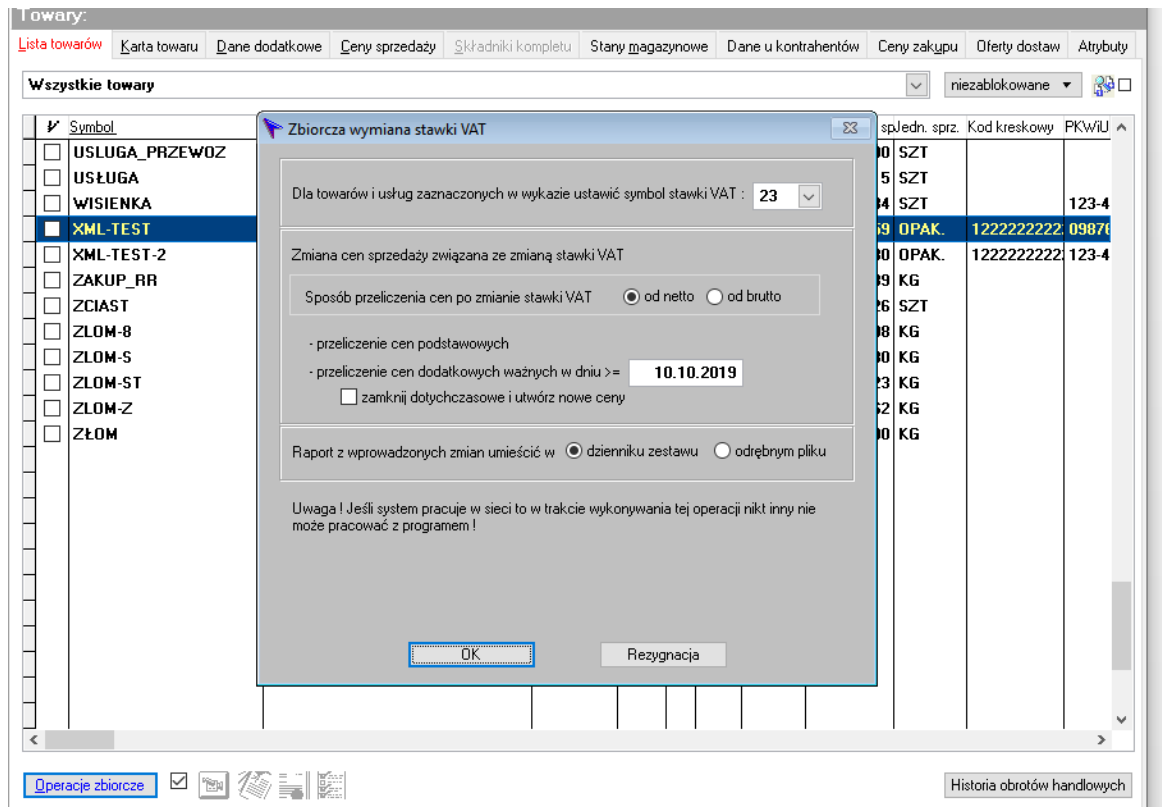 Towary:
Lista towarów Karta towaru Dane dodatkowe Ceny sprzedaży Składniki kompletu Stany magazynowe Dane u kontrahentów Ceny zakupu Oferty dostaw Atrybuty
Wszystkie towary niezablokowane
Symbol Jedn. sprz. Kod kreskowy PKWiU
USLUGA_PRZEWOZ SZT
USŁUGA 5 SZT
WISIENKA SZT 123-4
XML-TEST OPAK. 1222222222 0987
XML-TEST-2 OPAK. 1222222222 123-4
ZAKUP_RR KG
ZCIAST SZT
ZLOM-8 KG
ZLOM-S KG
ZLOM-ST KG
ZLOM-Z KG
ZŁOM KG
Zbiorcza wymiana stawki VAT
Dla towarów i usług zaznaczonych w wykazie ustawić symbol stawki VAT : 23
Zmiana cen sprzedaży związana ze zmianą stawki VAT
Sposób przeliczenia cen po zmianie stawki VAT od netto od brutto
- przeliczenie cen podstawowych
- przeliczenie cen dodatkowych ważnych w dniu >= 10.10.2019
zamknij dotychczasowe i utwórz nowe ceny
Raport z wprowadzonych zmian umieścić w dzienniku zestawu odrębnym pliku
Uwaga ! Jeśli system pracuje w sieci to w trakcie wykonywania tej operacji nikt inny nie
może pracować z programem !
OK Rezygnacja
Operacje zbiorcze Historia obrotów handlowych